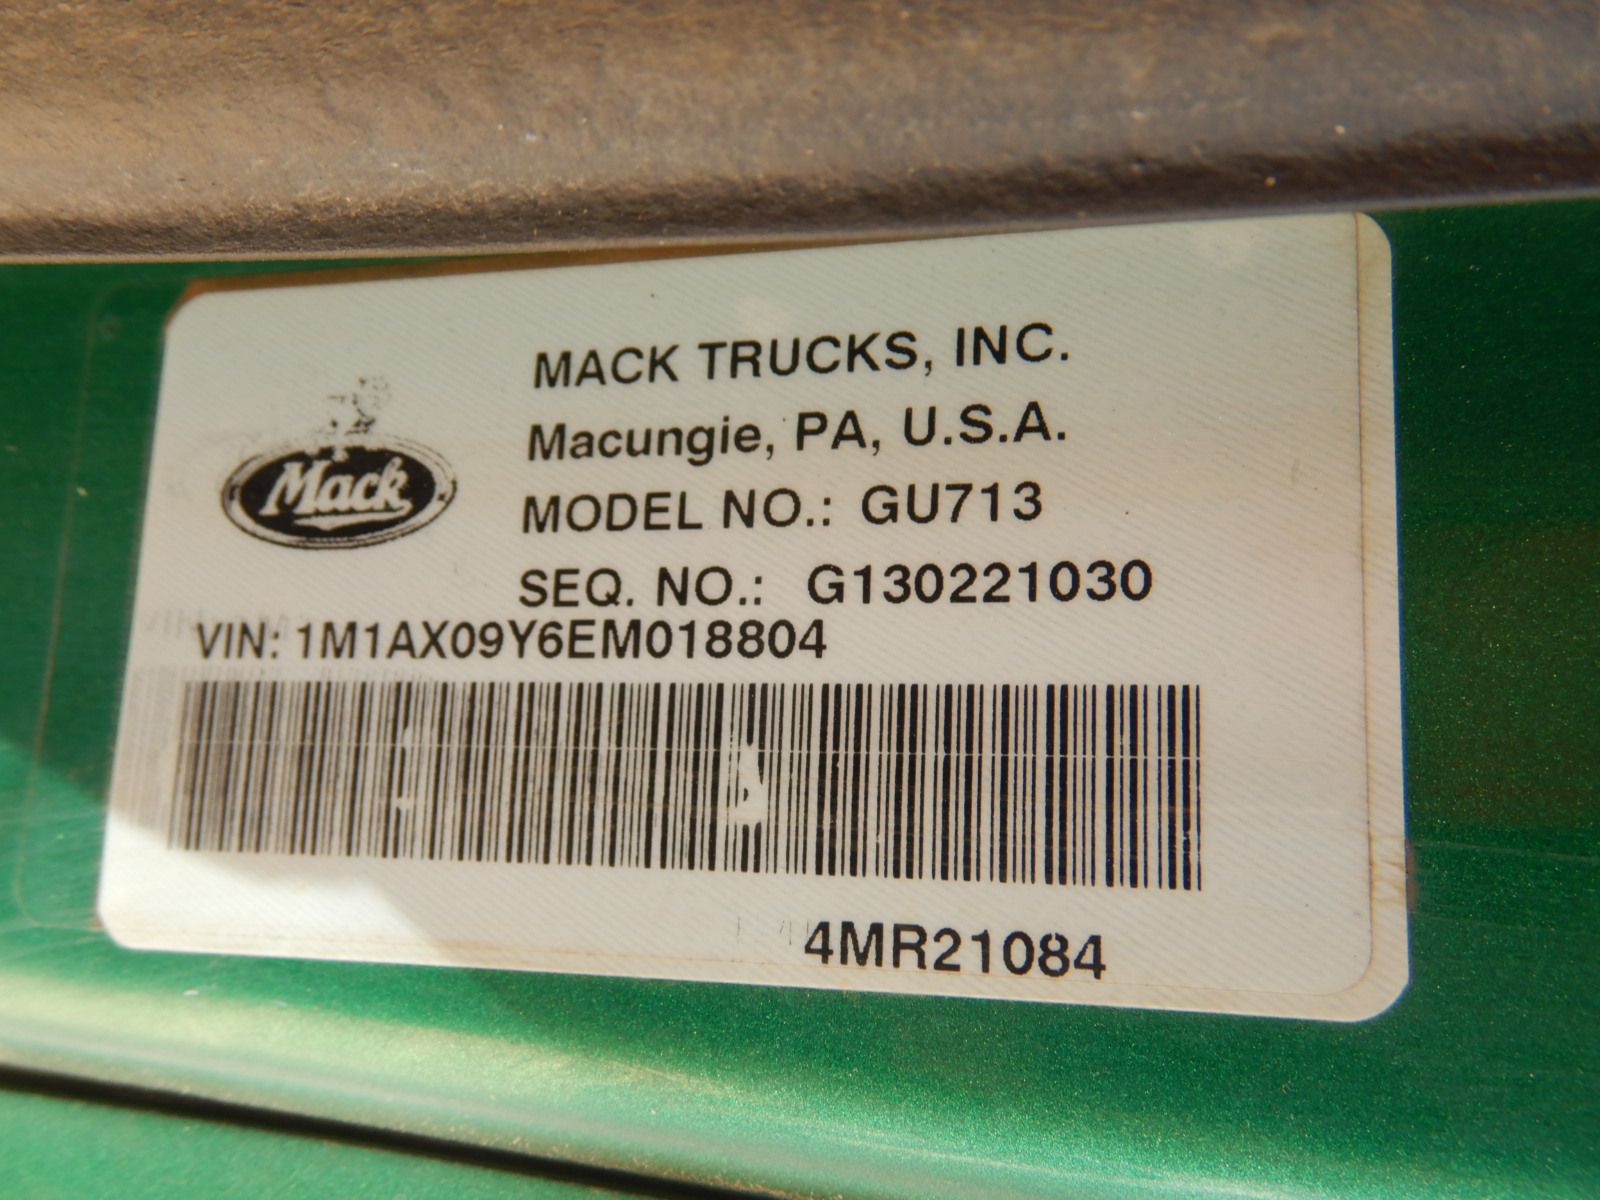 MACK TRUCKS, INC.
Macungie, PA, U.S.A.
Mack
MODEL NO.: GU713
SEQ. NO.: G130221030
VIN: 1M1AX09Y6EM018804
4MR21084